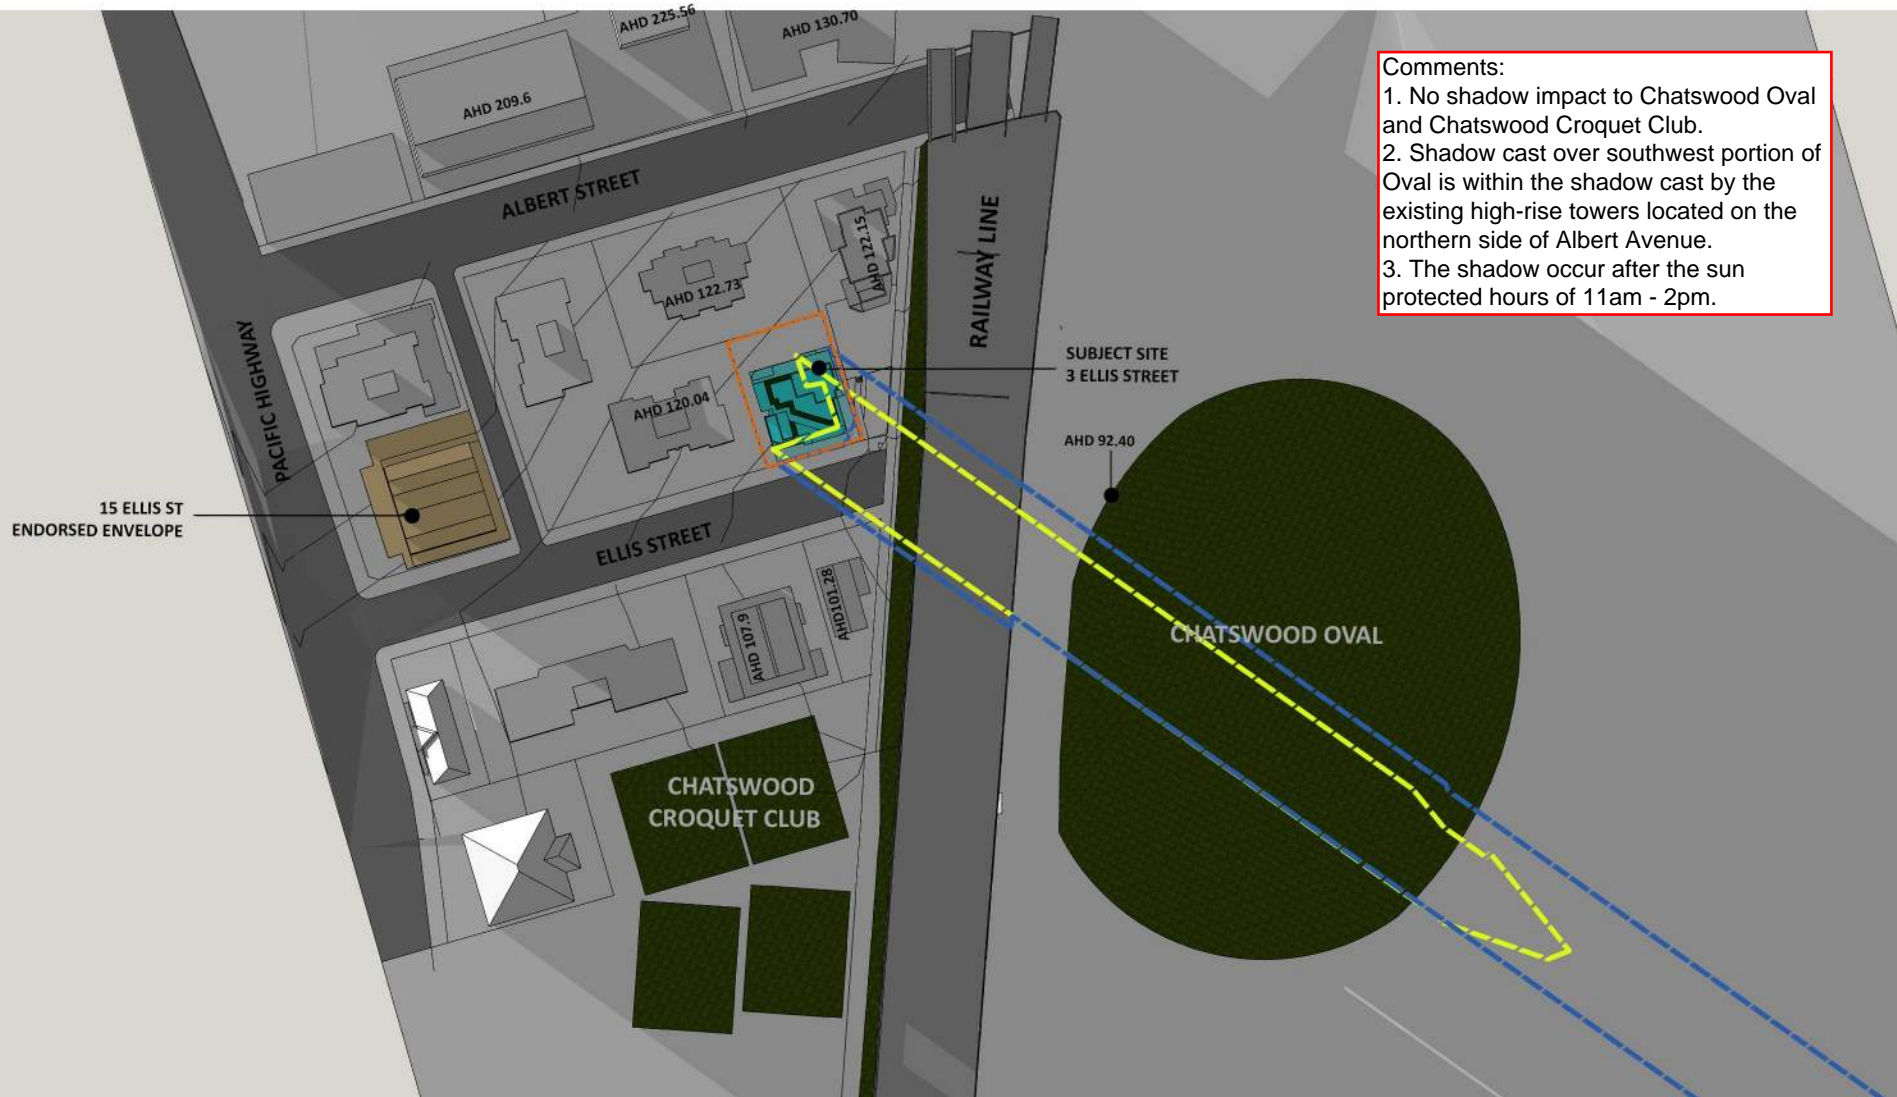 AHD 225.56
AHD 130.70
AHD 209.6
Comments:
1. No shadow impact to Chatswood Oval
and Chatswood Croquet Club.
2. Shadow cast over southwest portion of
Oval is within the shadow cast by the
existing high-rise towers located on the
northern side of Albert Avenue.
3. The shadow occur after the sun
protected hours of 11am - 2pm.
ALBERT STREET
AHD 122.15
RAILWAY LINE
AHD 122.73
PACIFIC HIGHWAY
SUBJECT SITE
3 ELLIS STREET
AHD 120.04
AHD 92.40
15 ELLIS ST
ENDORSED ENVELOPE
ELLIS STREET
AHD101.28
AHD 107.9
CHATSWOOD OVAL
CHATSWOOD
CROQUET CLUB